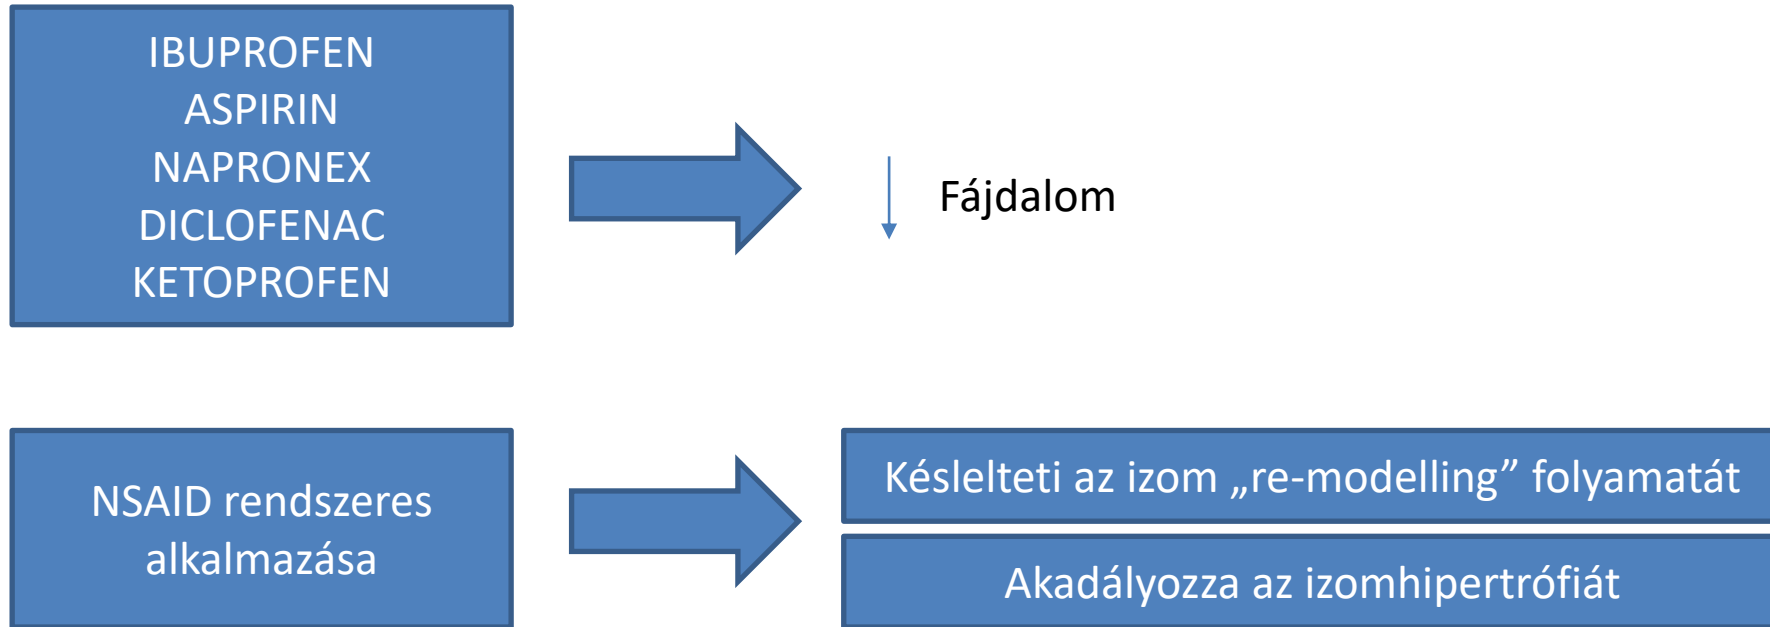 IBUPROFEN
ASPIRIN
NAPRONEX
DICLOFENAC
KETOPROFEN
Fájdalom
NSAID rendszeres
alkalmazása
Késlelteti az izom „re-modelling” folyamatát
Akadályozza az izomhipertrófiát